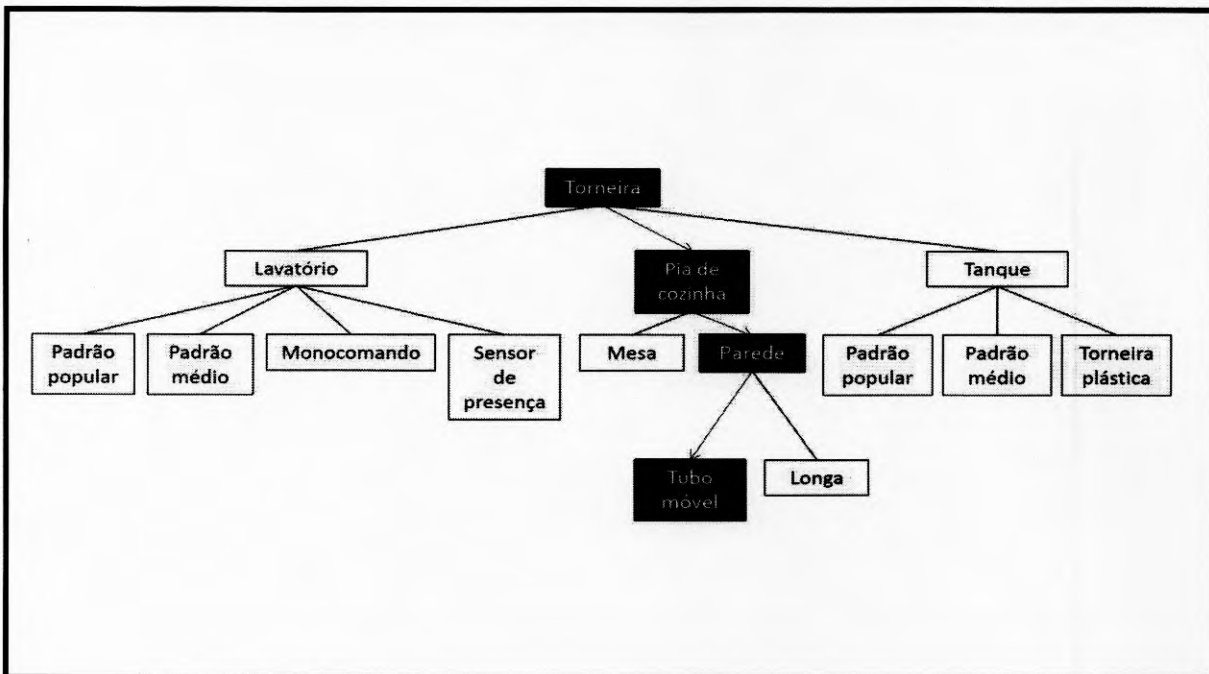 Torneira
Lavatório
Pia de
cozinha
Tanque
Padrão
popular
Padrão
médio
Monocomando
Sensor
de
presença
Mesa
Parede
Padrão
popular
Padrão
médio
Torneira
plástica
Tubo
móvel
Longa